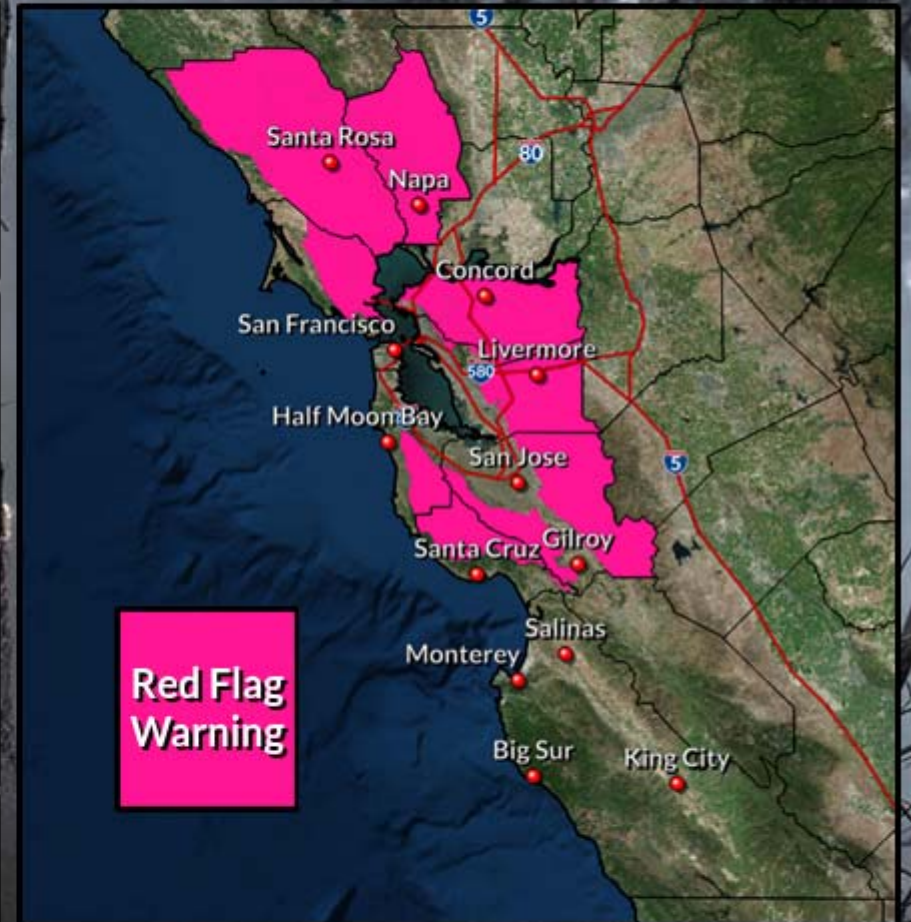 5
Santa Rosa
80
Napa
Concord
San Francisco
Livermore
580
Half Moon Bay
San Jose
5
Santa Cruz
Gilroy
Salinas
Monterey
Red Flag
Warning
Big Sur
King City